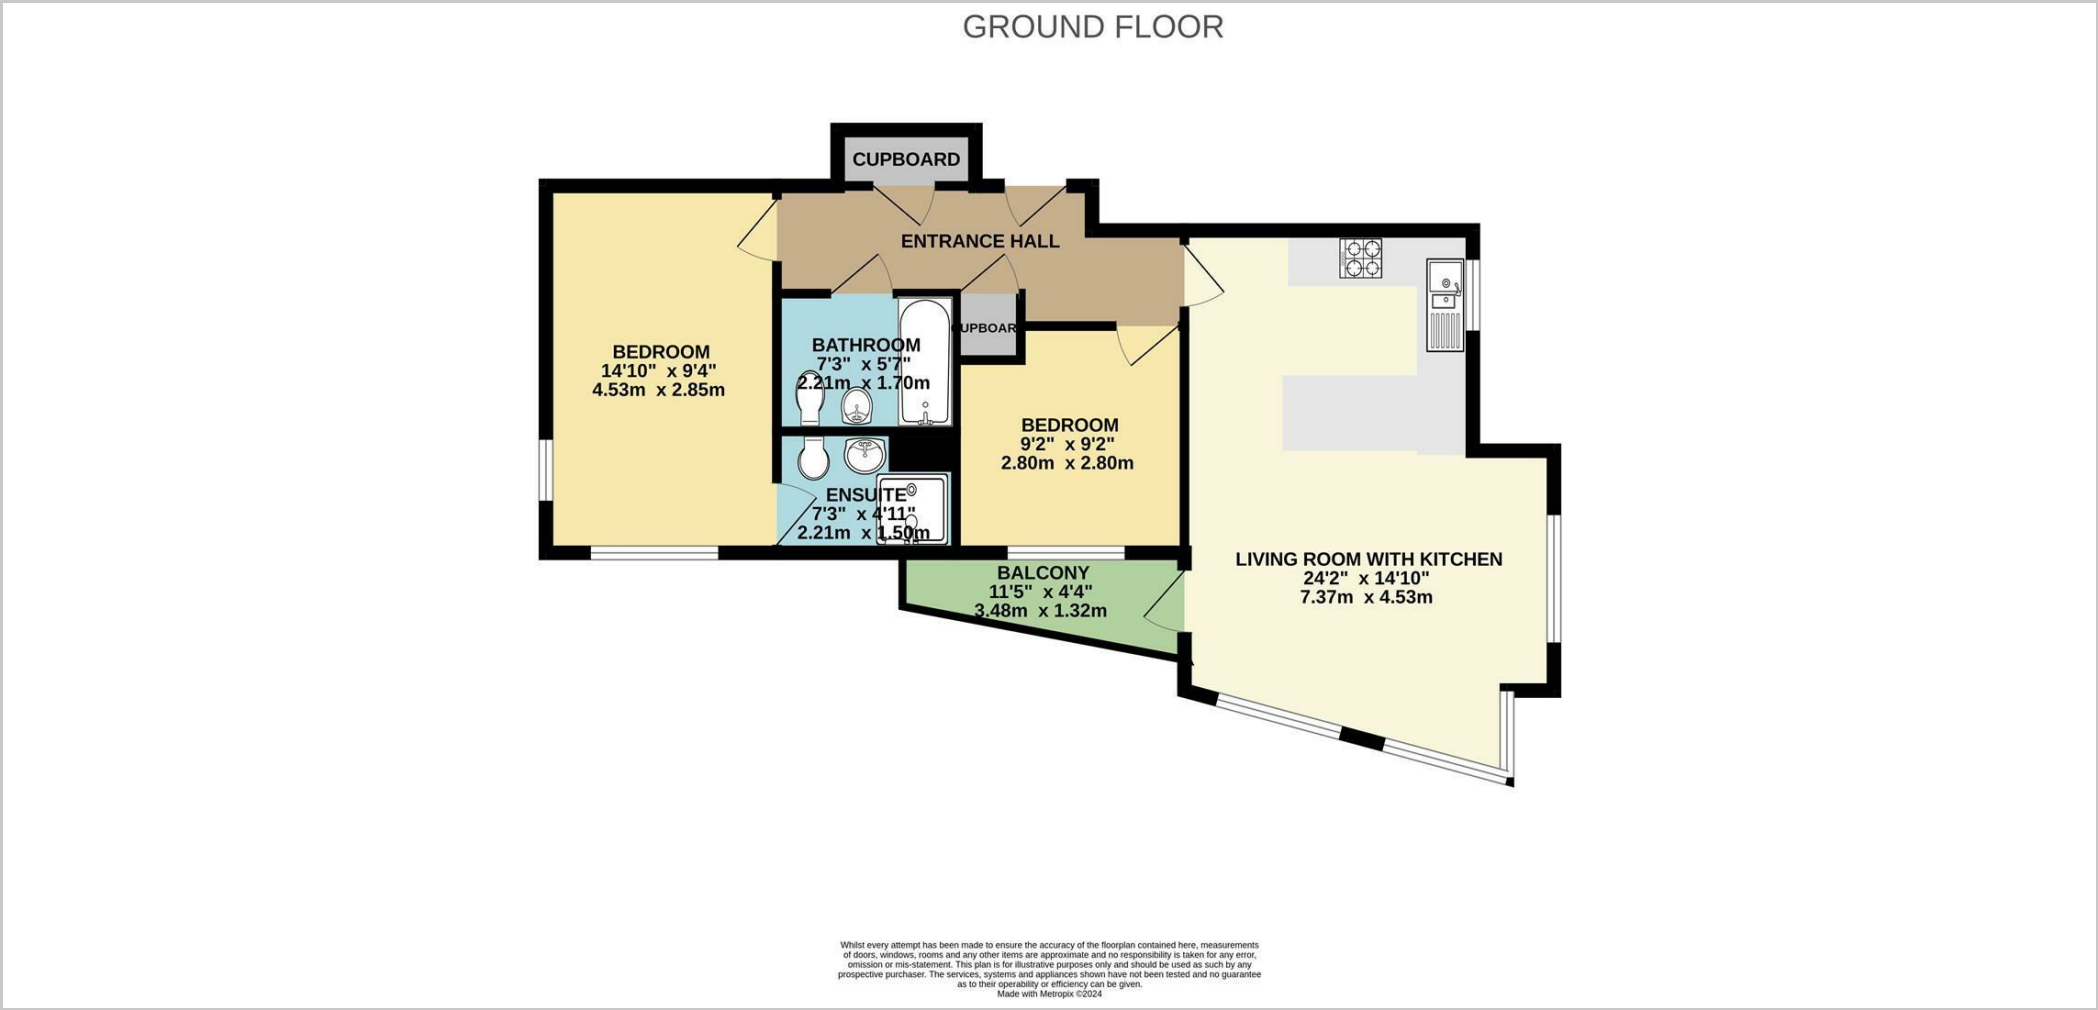 GROUND FLOOR
CUPBOARD
ENTRANCE HALL
BEDROOM
14'10" x 9'4"
4.53m x 2.85m
BATHROOM
7'3" x 5'7"
2.21m x 1.70m
CUPBOAR
BEDROOM
9'2" x 9'2"
2.80m x 2.80m
ENSUITE
7'3" x 4'11"
2.21m x 1.50m
BALCONY
11'5" x 4'4"
3.48m x 1.32m
LIVING ROOM WITH KITCHEN
24'2" x 14'10"
7.37m x 4.53m
Whilst every attempt has been made to ensure the accuracy of the floorplan contained here, measurements
of doors, windows, rooms and any other items are approximate and no responsibility is taken for any error,
omission or mis-statement. This plan is for illustrative purposes only and should be used as such by any
prospective purchaser. The services, systems and appliances shown have not been tested and no guarantee
as to their operability or efficiency can be given.
Made with Metropix ©2024